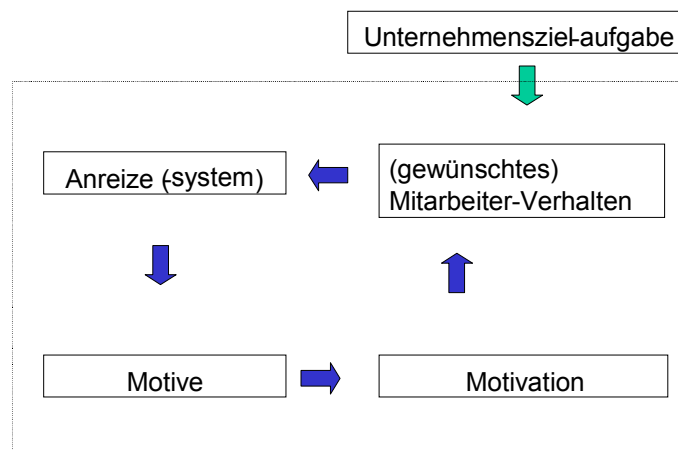 Unternehmensziel-aufgabe
Anreize (-system)
(gewünschtes)
Mitarbeiter-Verhalten
Motive
Motivation